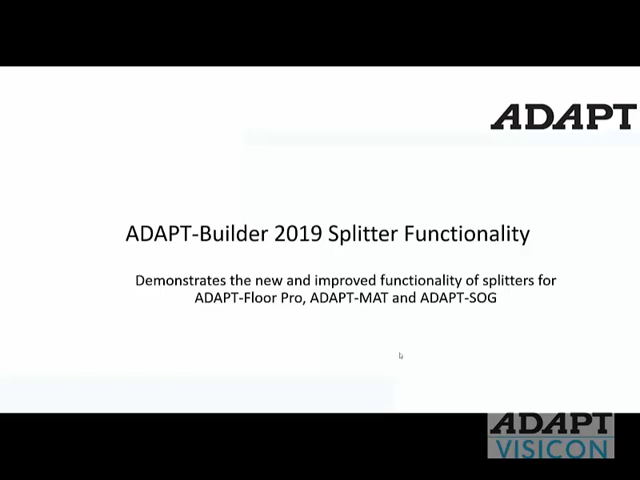 ADAPT
ADAPT-Builder 2019 Splitter Functionality
Demonstrates the new and improved functionality of splitters for
ADAPT-Floor Pro, ADAPT-MAT and ADAPT-SOG
ADAPT
VISICON